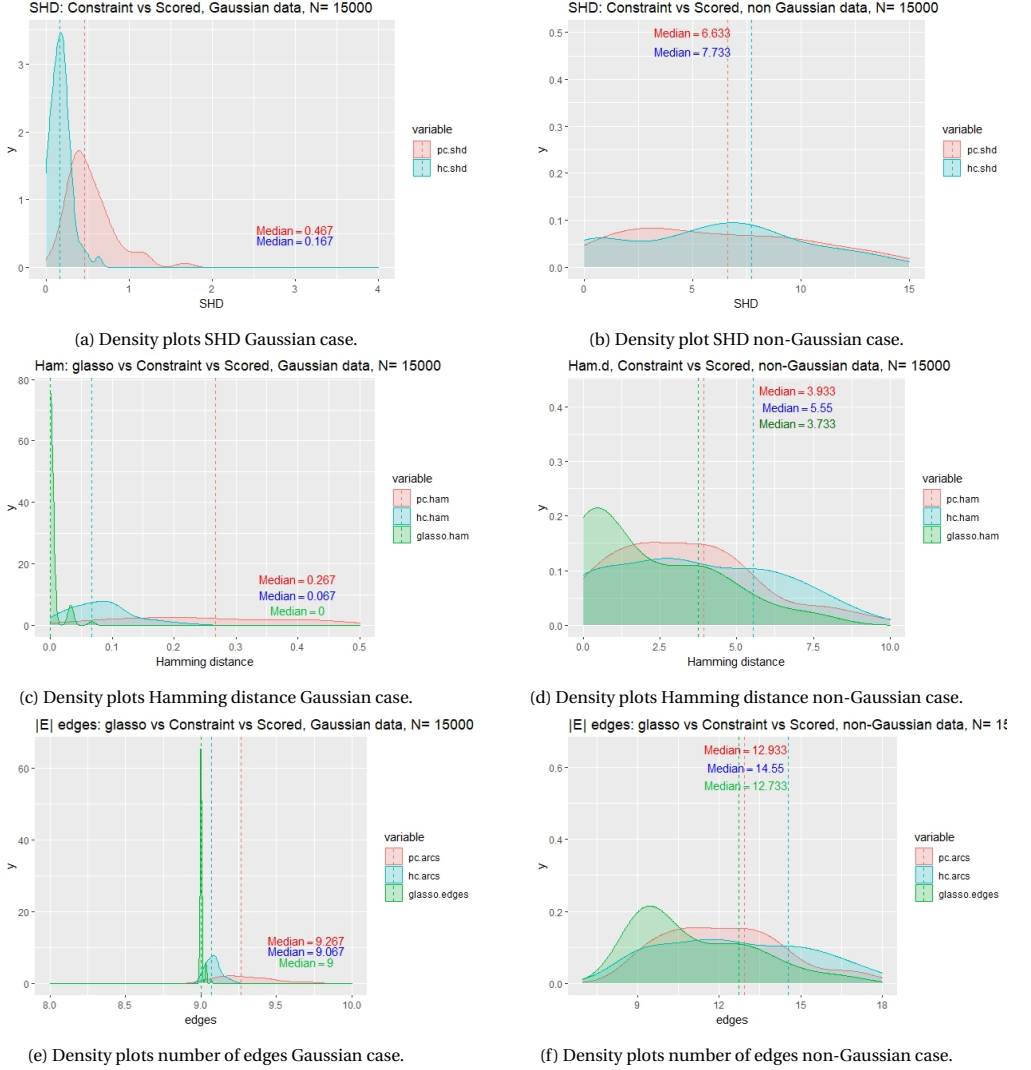 SHD: Constraint vs Scored, Gaussian data, N= 15000
y
3
2
1
0
0 1 2 3 4
SHD
Median = 0.467
Median = 0.167
variable
pc.shd
hc.shd
(a) Density plots SHD Gaussian case.
SHD: Constraint vs Scored, non Gaussian data, N= 15000
y
0.5
0.4
0.3
0.2
0.1
0.0
0 5 10 15
SHD
Median = 6.633
Median = 7.733
variable
pc.shd
hc.shd
(b) Density plot SHD non-Gaussian case.
Ham: glasso vs Constraint vs Scored, Gaussian data, N= 15000
y
80
60
40
20
0
0.0 0.1 0.2 0.3 0.4 0.5
Hamming distance
Median = 0.267
Median = 0.067
Median = 0
variable
pc.ham
hc.ham
glasso.ham
(c) Density plots Hamming distance Gaussian case.
Ham.d, Constraint vs Scored, non-Gaussian data, N= 15000
y
0.4
0.3
0.2
0.1
0.0
0.0 2.5 5.0 7.5 10.0
Hamming distance
Median = 3.933
Median = 5.55
Median = 3.733
variable
pc.ham
hc.ham
glasso.ham
(d) Density plots Hamming distance non-Gaussian case.
|E| edges: glasso vs Constraint vs Scored, Gaussian data, N= 15000
y
60
40
20
0
8.0 8.5 9.0 9.5 10.0
edges
Median = 9.267
Median = 9.067
Median = 9
variable
pc.arcs
hc.arcs
glasso.edges
(e) Density plots number of edges Gaussian case.
|E| edges: glasso vs Constraint vs Scored, non-Gaussian data, N= 15
y
0.6
0.4
0.2
0.0
9 12 15 18
edges
Median = 12.933
Median = 14.55
Median = 12.733
variable
pc.arcs
hc.arcs
glasso.edges
(f) Density plots number of edges non-Gaussian case.